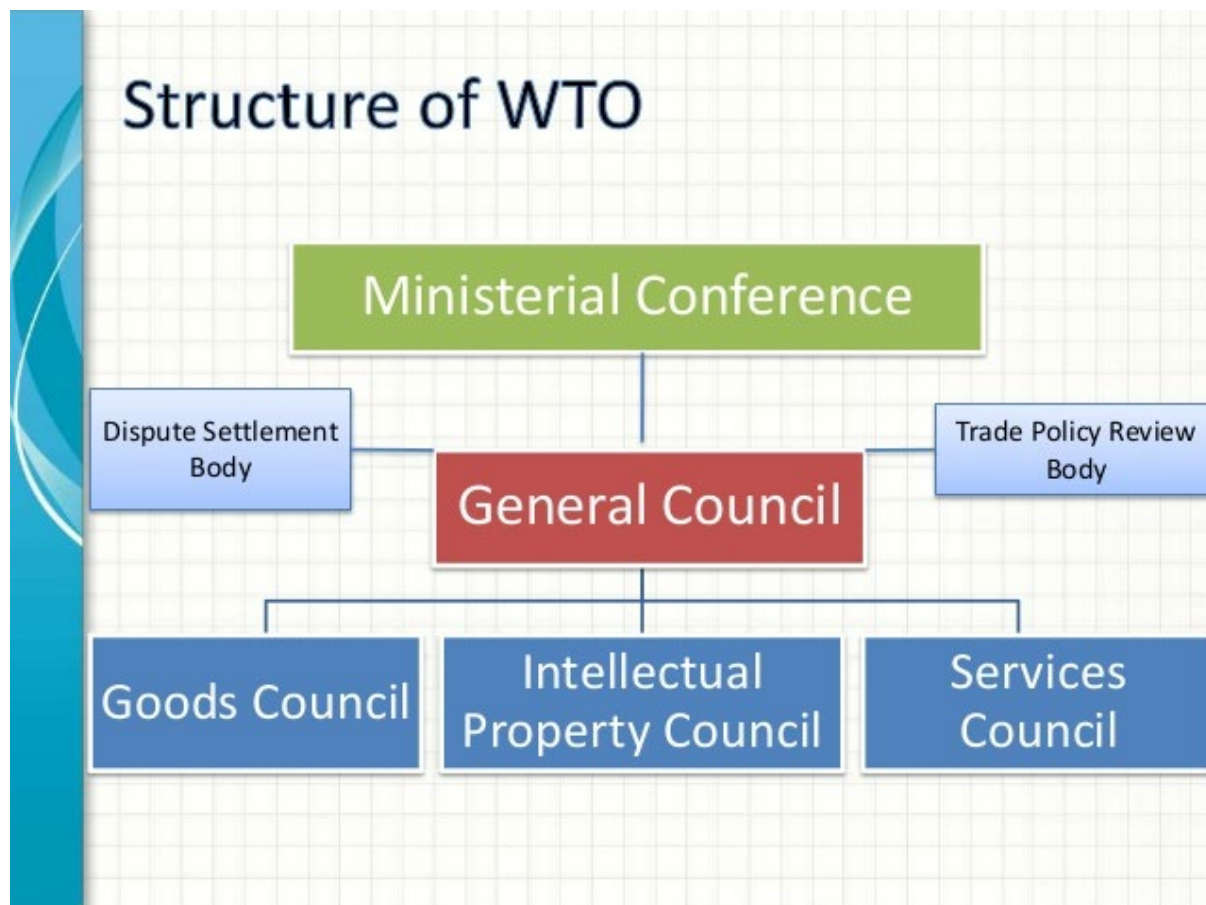 Structure of WTO
Ministerial Conference
Dispute Settlement
Body
Trade Policy Review
Body
General Council
Goods Council
Intellectual
Property Council
Services
Council